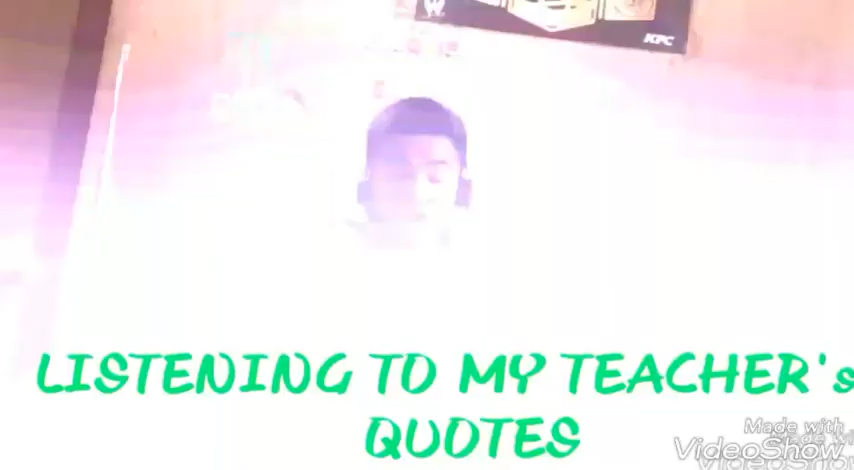 KFC
LISTENING TO MY TEACHER's
QUOTES
Made with
VideoShow